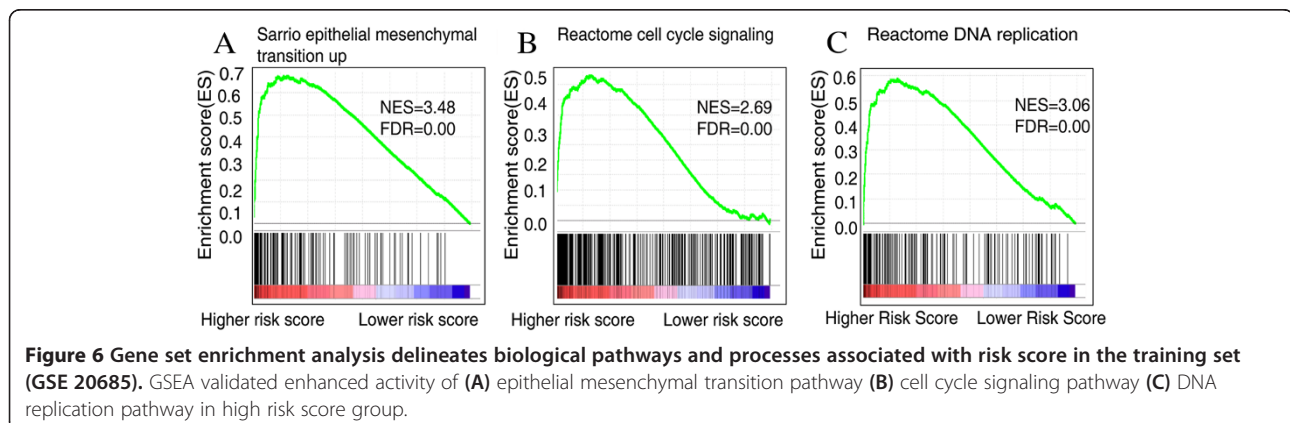 A Sarrio epithelial mesenchymal
transition up
Enrichment score(ES)
0.7
0.6
0.5
0.4
0.3
0.2
0.1
0.0
NES=3.48
FDR=0.00
Higher risk score Lower risk score
B Reactome cell cycle signaling
Enrichment score(ES)
0.5
0.4
0.3
0.2
0.1
0.0
NES=2.69
FDR=0.00
Higher risk score Lower risk score
C Reactome DNA replication
Enrichment score(ES)
0.6
0.5
0.4
0.3
0.2
0.1
0.0
NES=3.06
FDR=0.00
Higher Risk Score Lower Risk Score
Figure 6 Gene set enrichment analysis delineates biological pathways and processes associated with risk score in the training set
(GSE 20685). GSEA validated enhanced activity of (A) epithelial mesenchymal transition pathway (B) cell cycle signaling pathway (C) DNA
replication pathway in high risk score group.